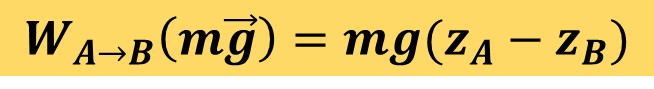 W_{A→B}(m\vec{g}) = mg(z_A − z_B)